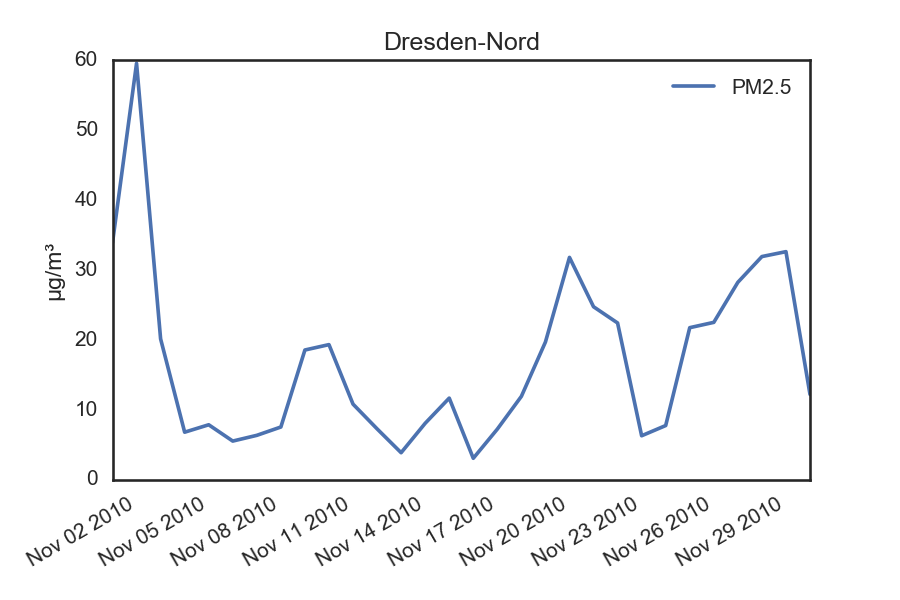 Dresden-Nord
60
50
40
30
20
10
0
µg/m³
PM2.5
Nov 02 2010
Nov 05 2010
Nov 08 2010
Nov 11 2010
Nov 14 2010
Nov 17 2010
Nov 20 2010
Nov 23 2010
Nov 26 2010
Nov 29 2010